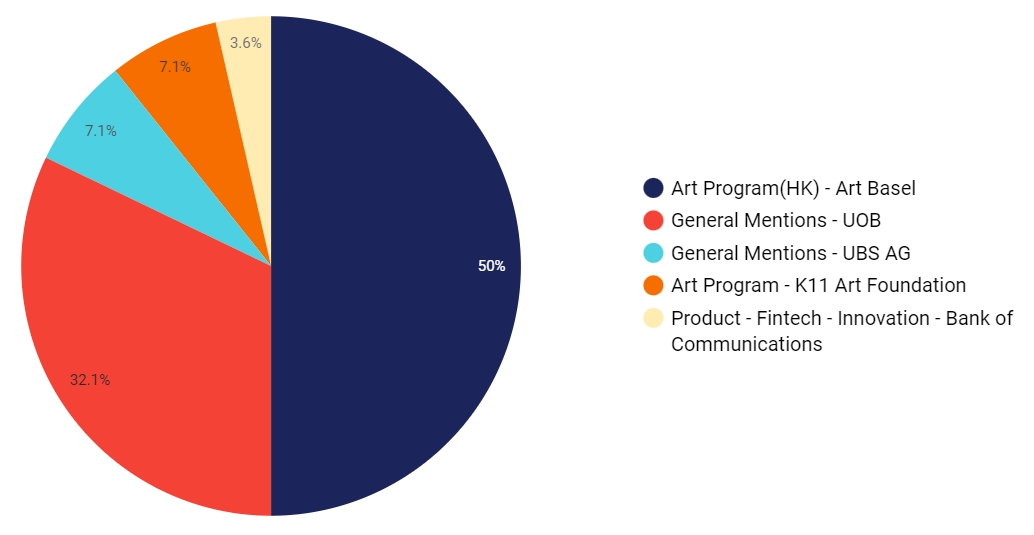 3.6%
7.1%
7.1%
50%
32.1%
Art Program(HK) - Art Basel
General Mentions - UOB
General Mentions - UBS AG
Art Program - K11 Art Foundation
Product - Fintech - Innovation - Bank of
Communications